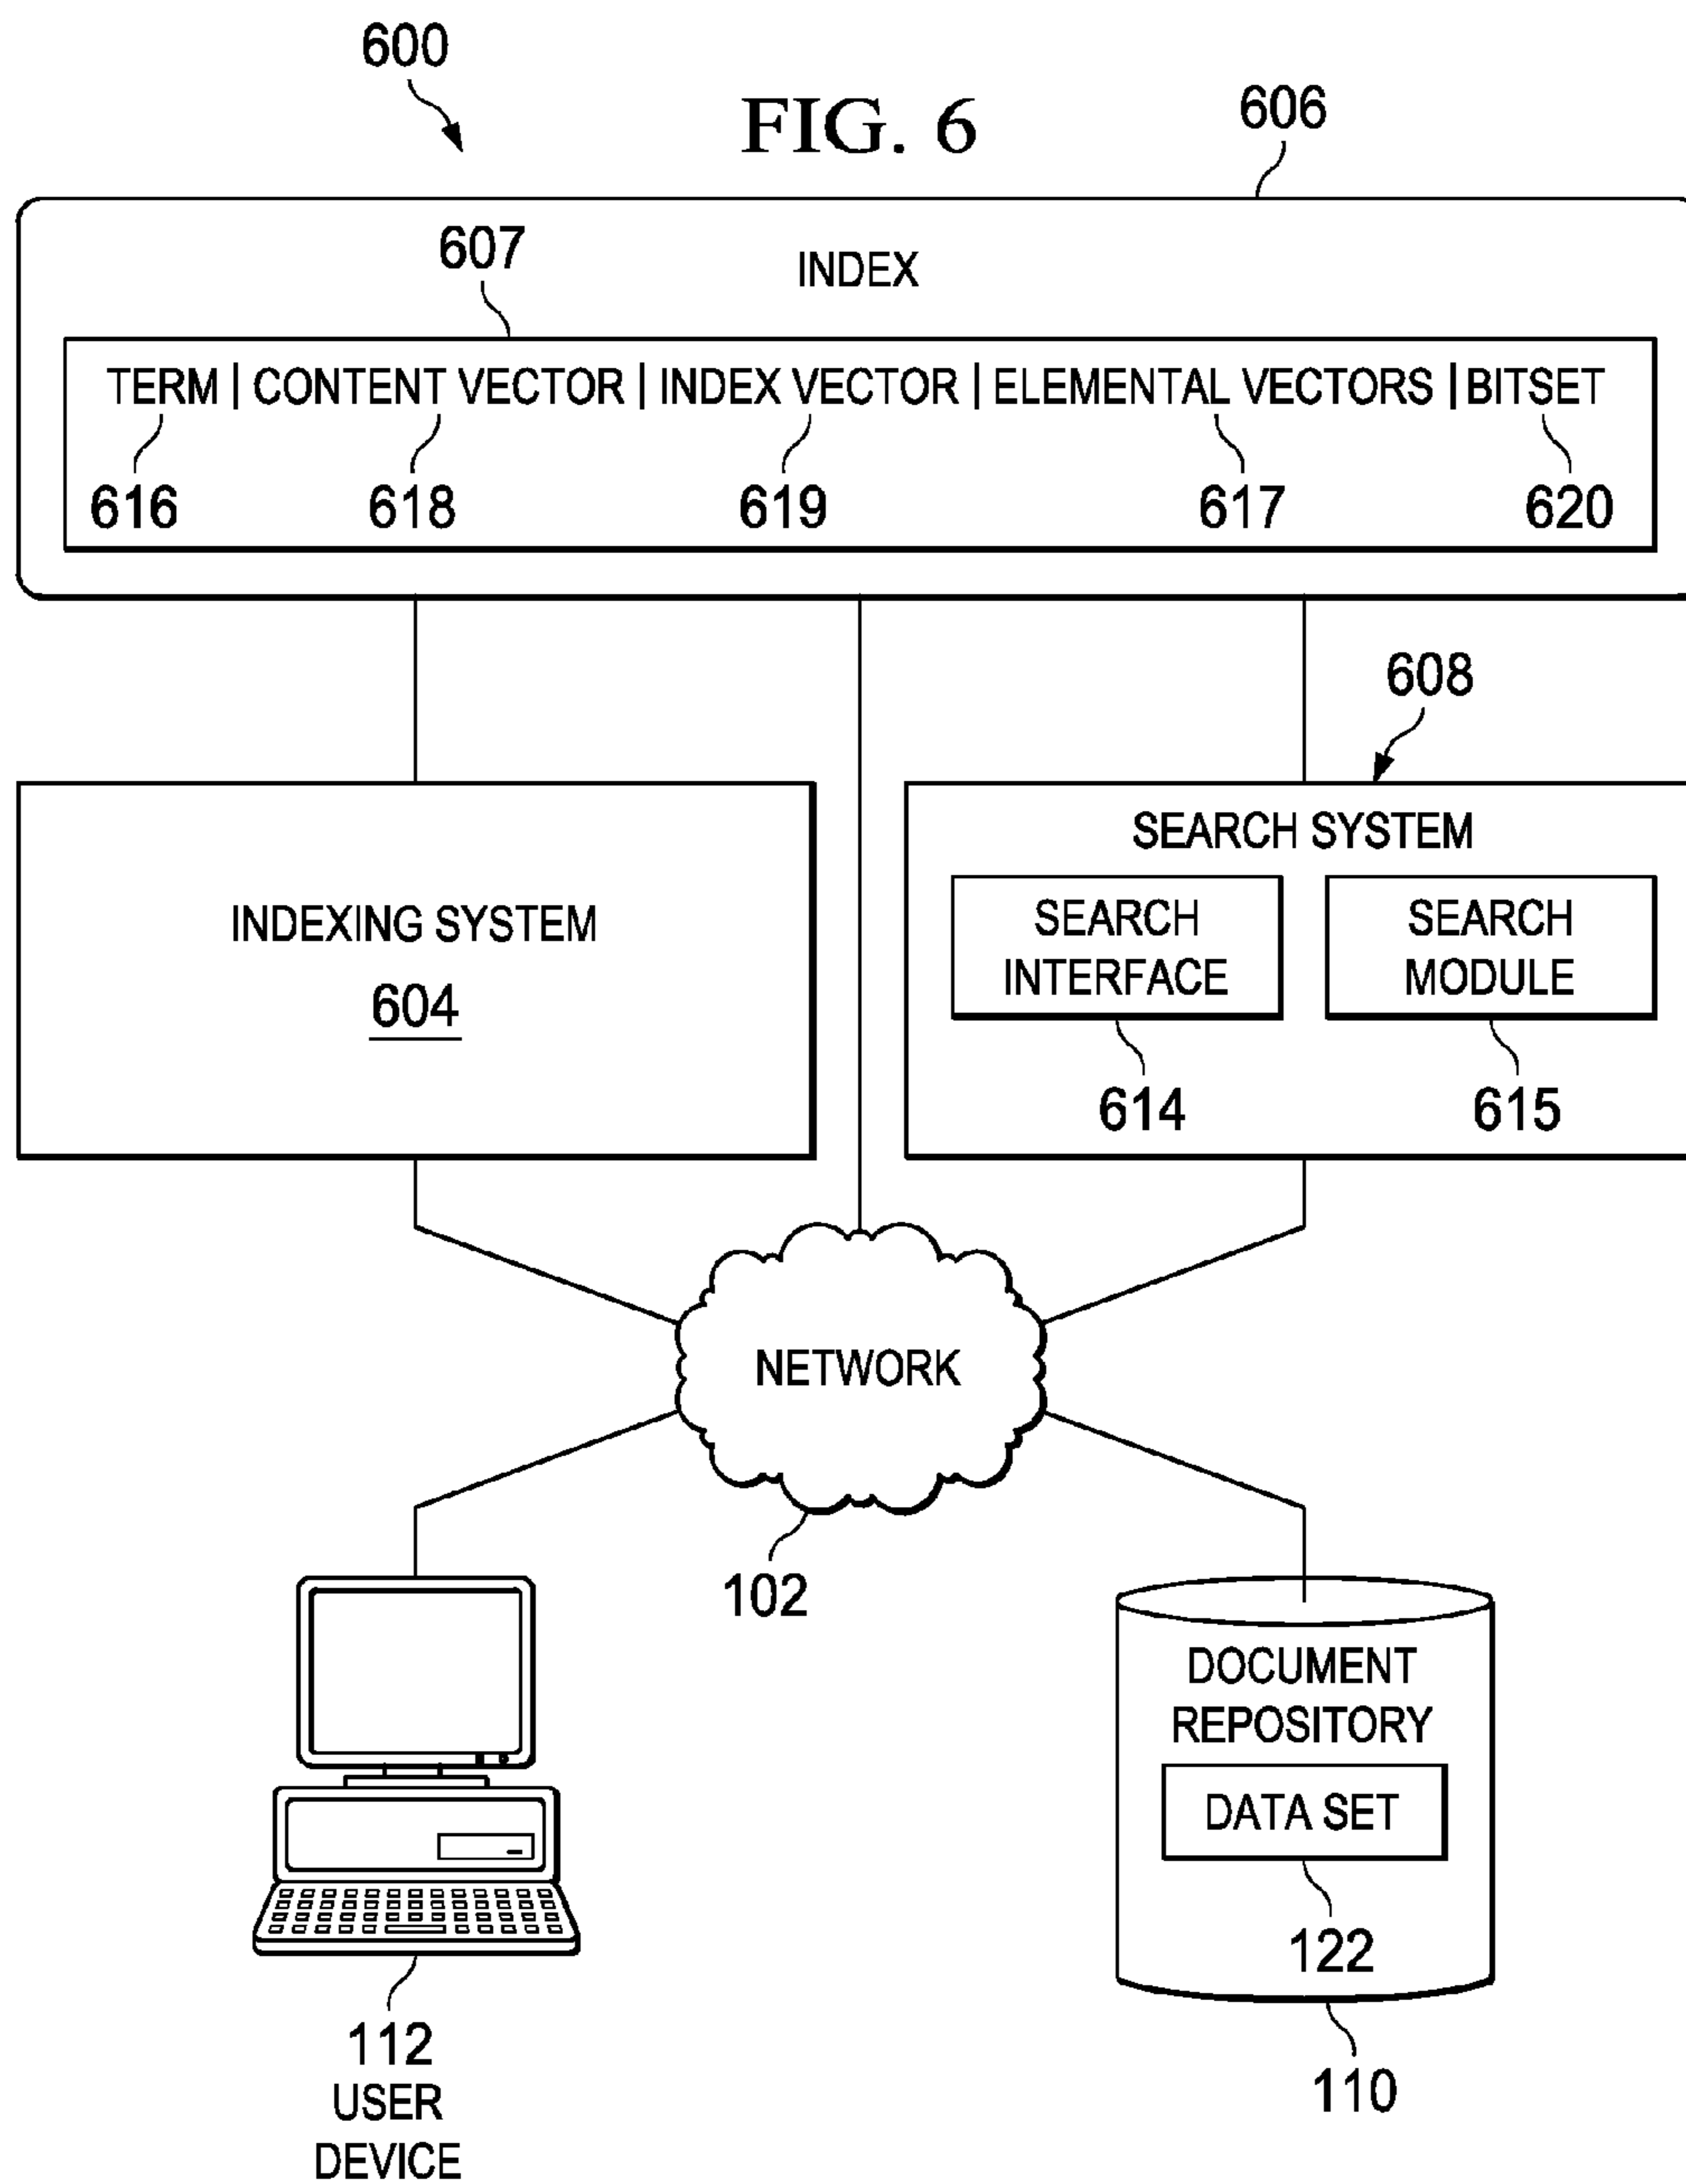 600
FIG. 6
606
607
INDEX
TERM | CONTENT VECTOR | INDEX VECTOR | ELEMENTAL VECTORS | BITSET
616 618 619 617 620
608
SEARCH SYSTEM
INDEXING SYSTEM
604
SEARCH
INTERFACE
SEARCH
MODULE
614
615
NETWORK
102
DOCUMENT
REPOSITORY
DATA SET
122
110
112
USER
DEVICE